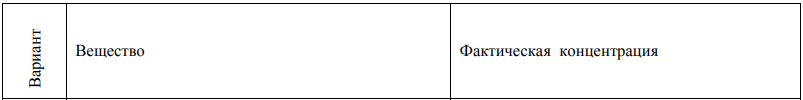 Вариант
Вещество
Фактическая концентрация